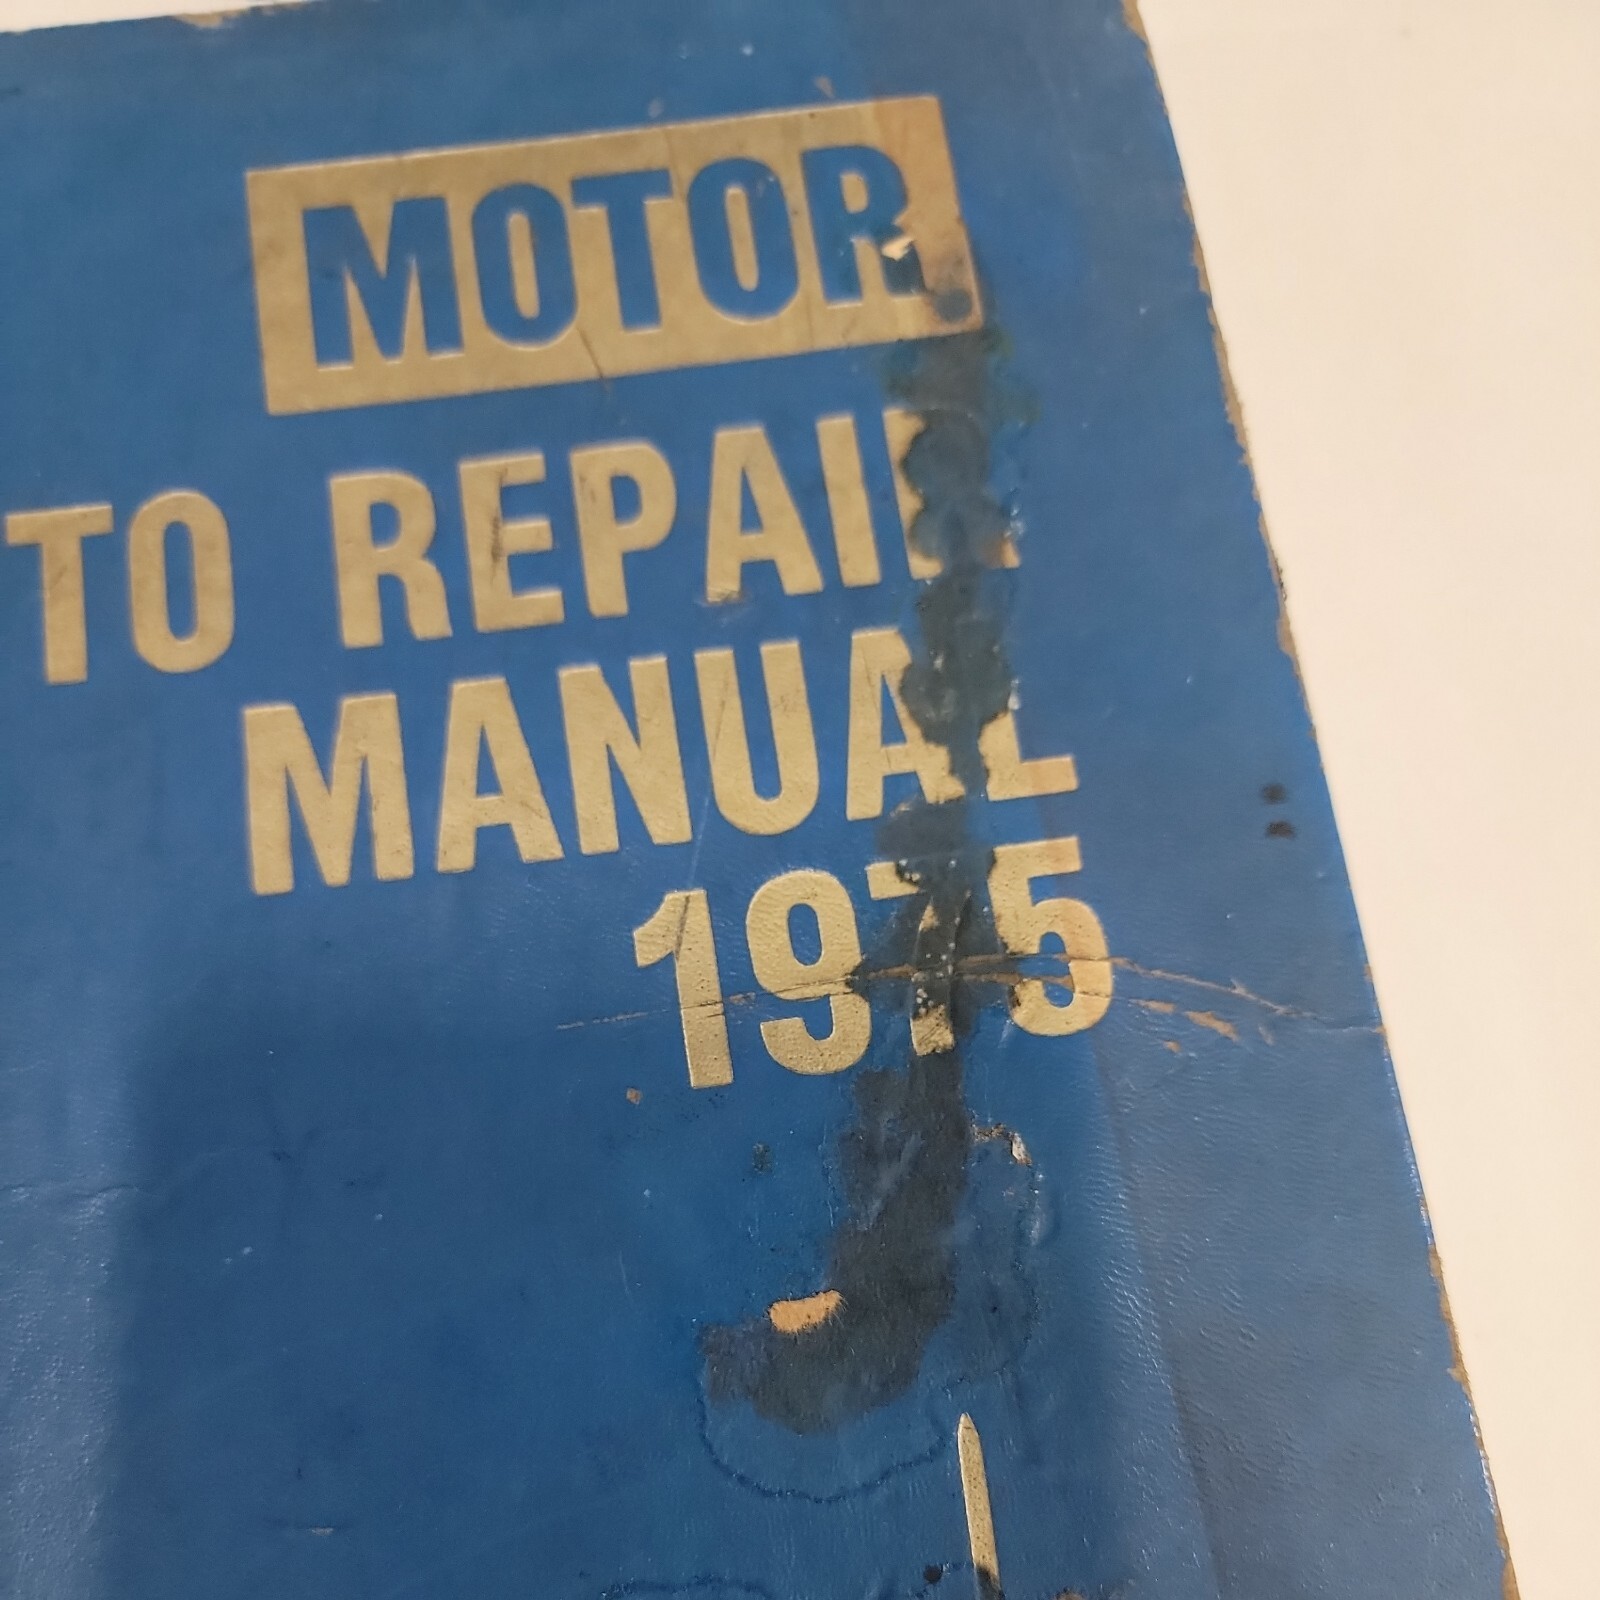 MOTOR
TO REPAIR
MANUAL
1975